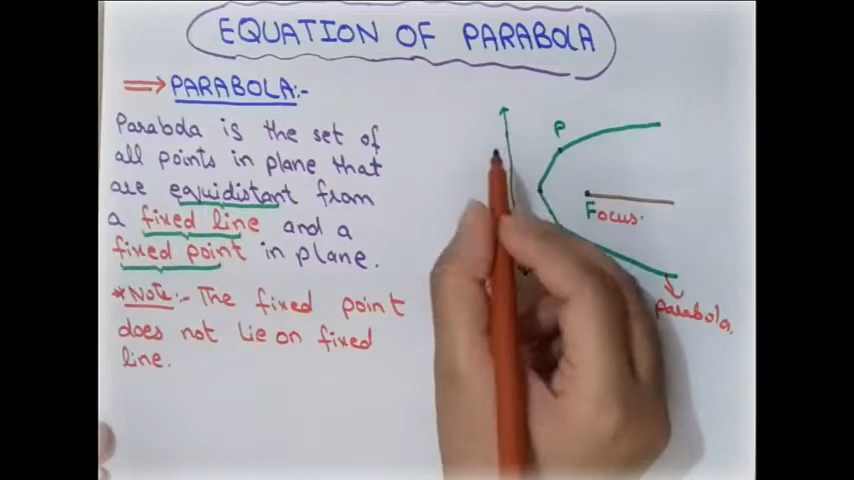 EQUATION OF PARABOLA
PARABOLA:-
Parabola is the set of
all points in plane that
are equidistant from
a fixed line and a
fixed point in plane.
*Note:- The fixed point
does not lie on fixed
line.
P
Focus.
parabola.